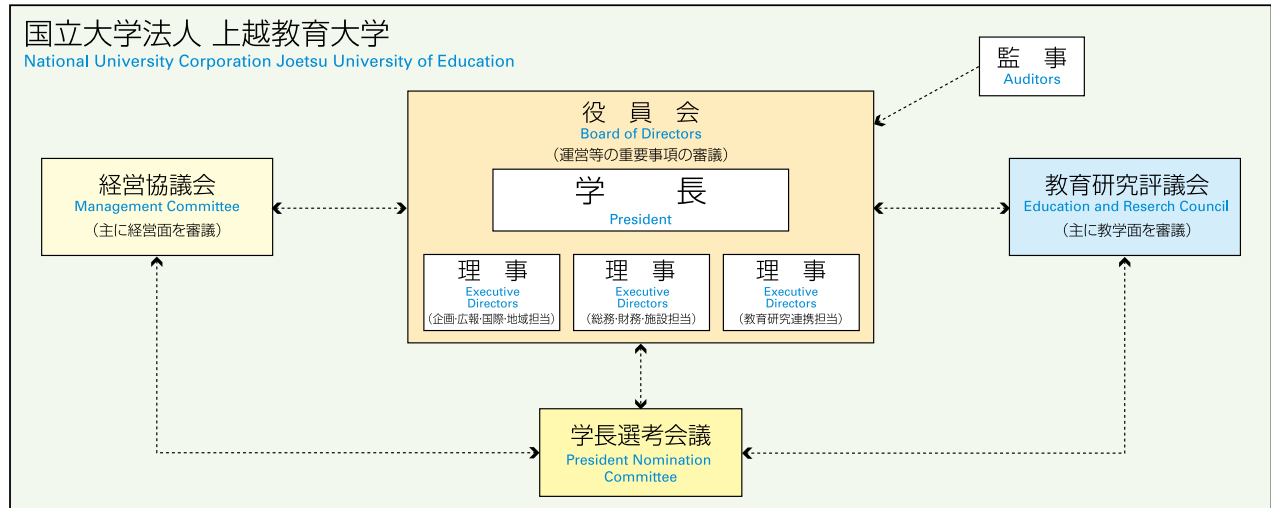 国立大学法人 上越教育大学
National University Corporation Joetsu University of Education
監 事
Auditors
役 員 会
Board of Directors
（運営等の重要事項の審議）
学 長
President
経営協議会
Management Committee
（主に経営面を審議）
教育研究評議会
Education and Reserch Council
（主に教学面を審議）
理 事
Executive
Directors
（企画・広報・国際・地域担当）
理 事
Executive
Directors
（総務・財務・施設担当）
理 事
Executive
Directors
（教育研究連携担当）
学長選考会議
President Nomination
Committee